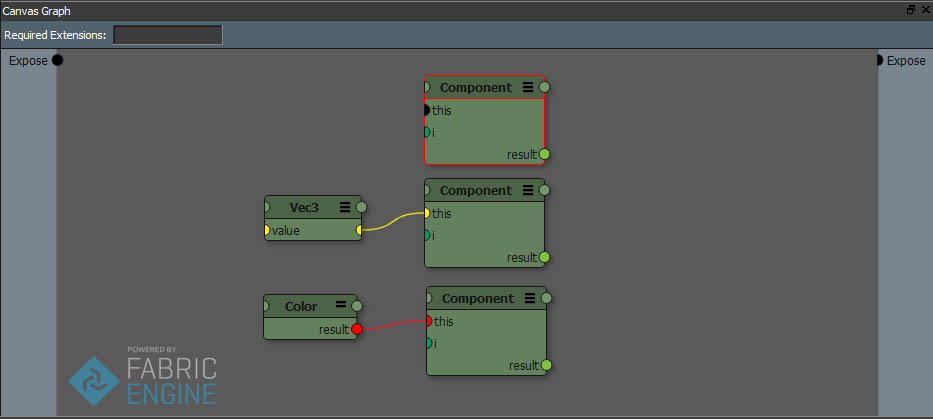 Canvas Graph
Required Extensions:
Expose
Expose
Component
this
i
result
Component
this
i
result
Vec3
value
Component
this
i
result
Color
result
POWERED BY
FABRIC
ENGINE